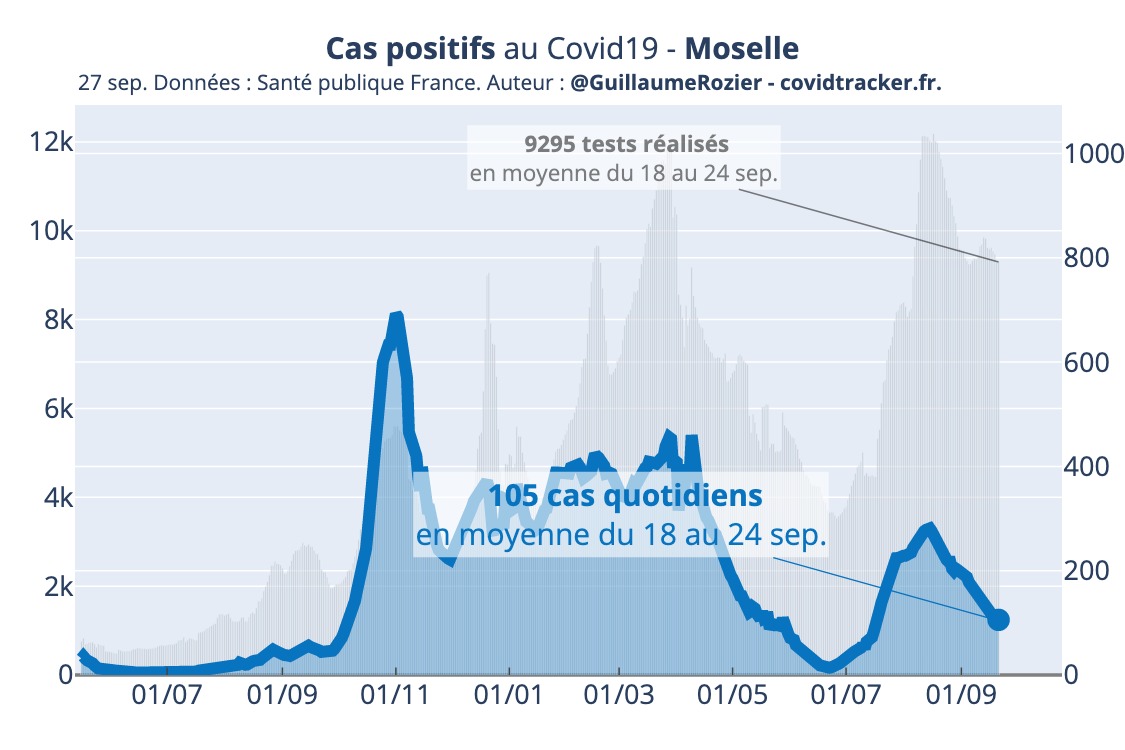 Cas positifs au Covid19 - Moselle
27 sep. Données : Santé publique France. Auteur : @GuillaumeRozier - covidtracker.fr.
12k
1000
9295 tests réalisés
en moyenne du 18 au 24 sep.
10k
800
8k
600
6k
400
4k
105 cas quotidiens
en moyenne du 18 au 24 sep.
2k
200
0
0
01/07 01/09 01/11 01/01 01/03 01/05 01/07 01/09